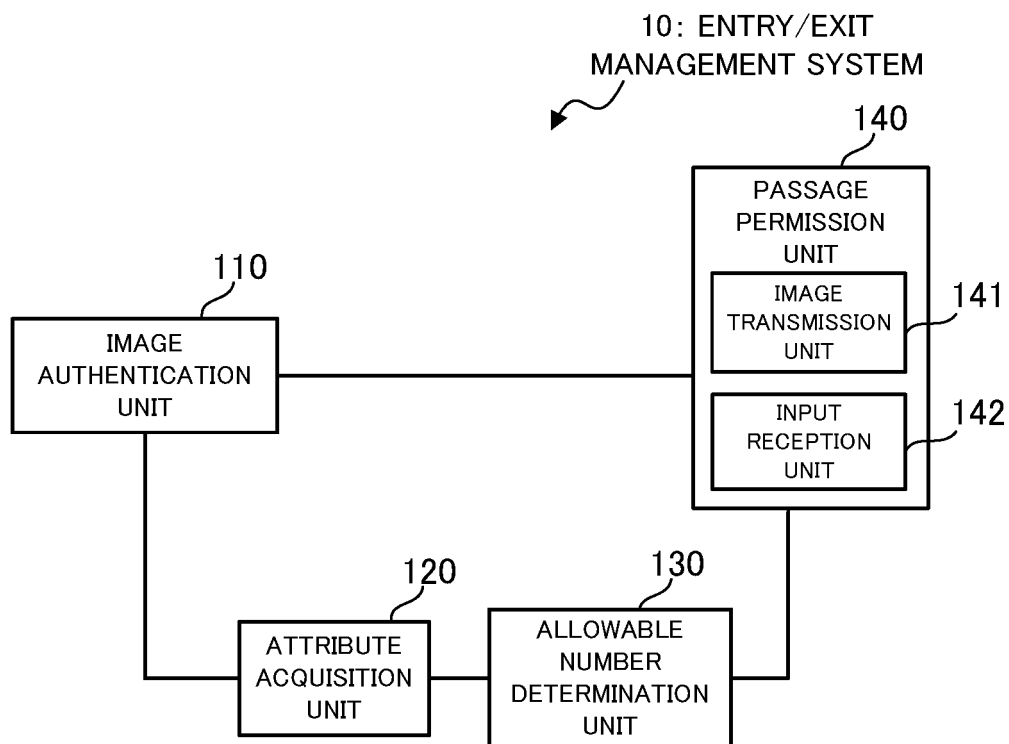 10: ENTRY/EXIT
MANAGEMENT SYSTEM
140
PASSAGE
PERMISSION
UNIT
110
IMAGE
TRANSMISSION
UNIT
141
IMAGE
AUTHENTICATION
UNIT
INPUT
RECEPTION
UNIT
142
120
130
ATTRIBUTE
ACQUISITION
UNIT
ALLOWABLE
NUMBER
DETERMINATION
UNIT